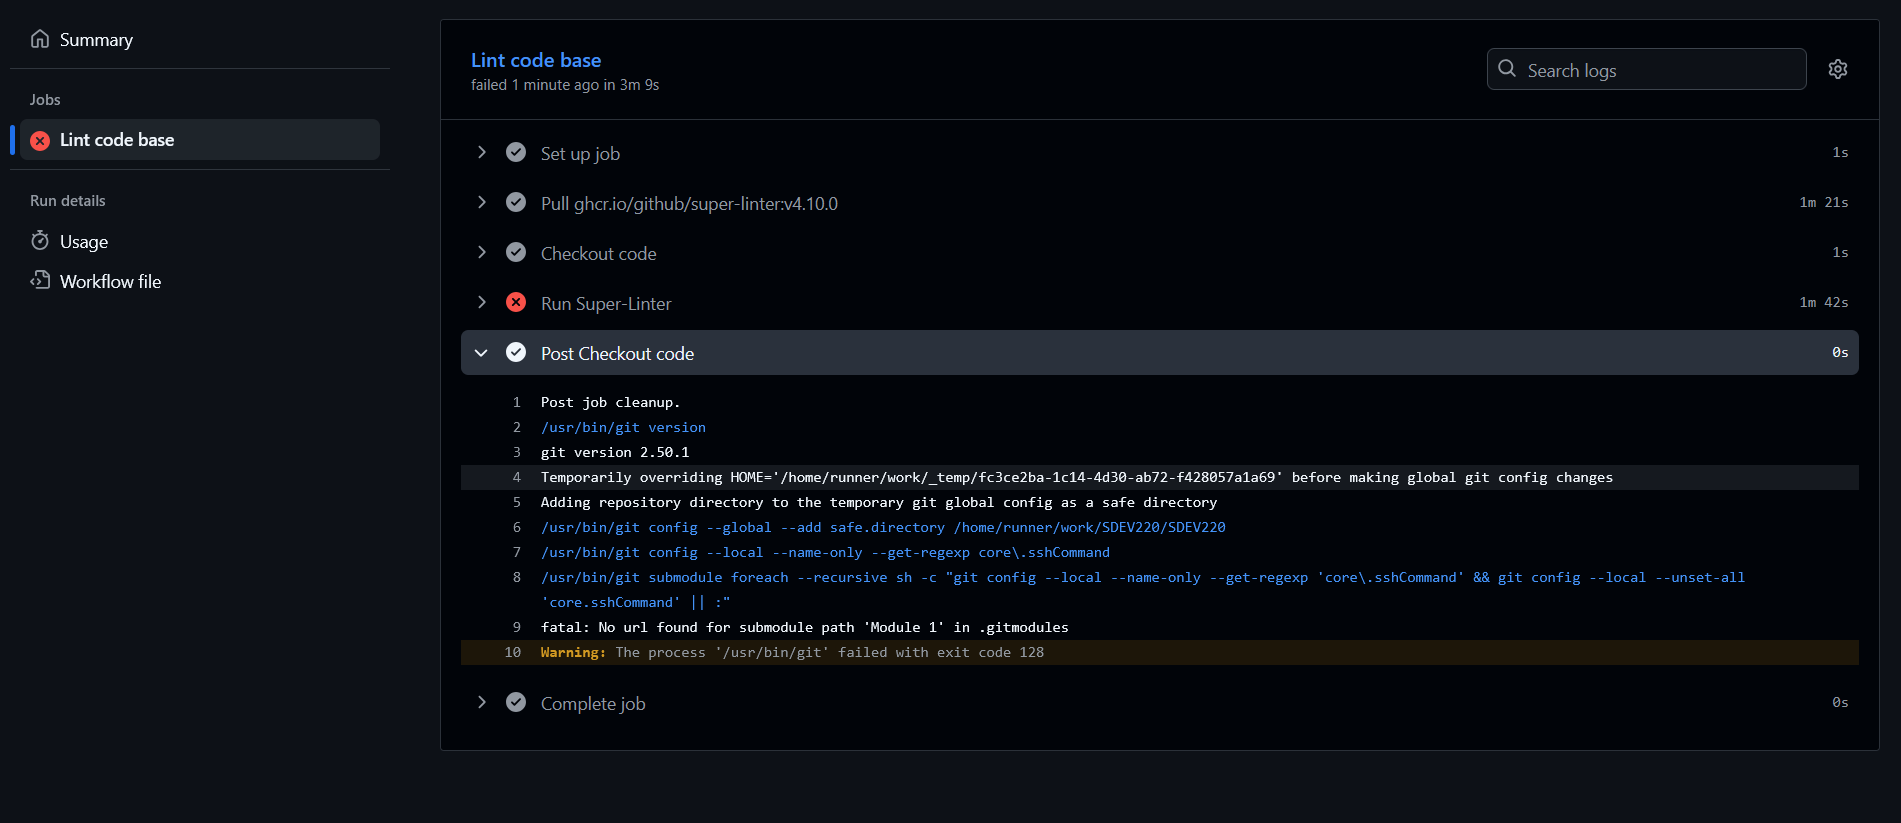 Summary
Jobs
Lint code base
Run details
Usage
Workflow file
Lint code base
failed 1 minute ago in 3m 9s
Search logs
Set up job 1s
Pull ghcr.io/github/super-linter:v4.10.0 1m 21s
Checkout code 1s
Run Super-Linter 1m 42s
Post Checkout code 0s
1 Post job cleanup.
2 /usr/bin/git version
3 git version 2.50.1
4 Temporarily overriding HOME='/home/runner/work/_temp/fc3ce2ba-1c14-4d30-ab72-f428057a1a69' before making global git config changes
5 Adding repository directory to the temporary git global config as a safe directory
6 /usr/bin/git config --global --add safe.directory /home/runner/work/SDEV220/SDEV220
7 /usr/bin/git config --local --name-only --get-regexp core\.sshCommand
8 /usr/bin/git submodule foreach --recursive sh -c "git config --local --name-only --get-regexp 'core\.sshCommand' && git config --local --unset-all
'core.sshCommand' || :"
9 fatal: No url found for submodule path 'Module 1' in .gitmodules
10 Warning: The process '/usr/bin/git' failed with exit code 128
Complete job 0s